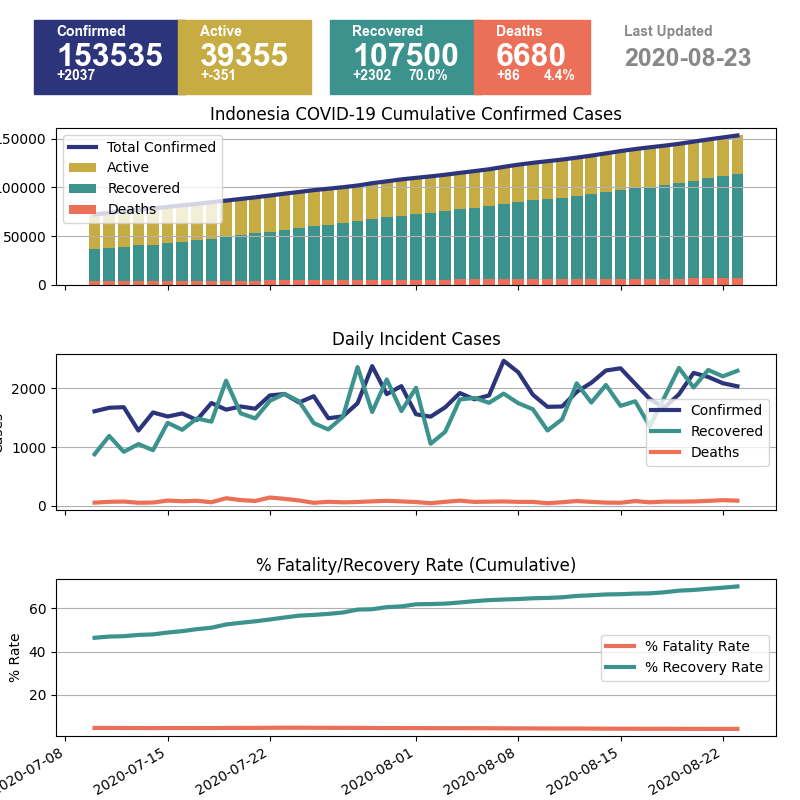 Confirmed
153535
+2037
Active
39355
+-351
Recovered
107500
+2302 70.0%
Deaths
6680
+86 4.4%
Last Updated
2020-08-23
Indonesia COVID-19 Cumulative Confirmed Cases
150000
100000
50000
0
Total Confirmed
Active
Recovered
Deaths
Daily Incident Cases
2000
1000
0
Confirmed
Recovered
Deaths
% Fatality/Recovery Rate (Cumulative)
% Rate
60
40
20
% Fatality Rate
% Recovery Rate
2020-07-08
2020-07-15
2020-07-22
2020-08-01
2020-08-08
2020-08-15
2020-08-22